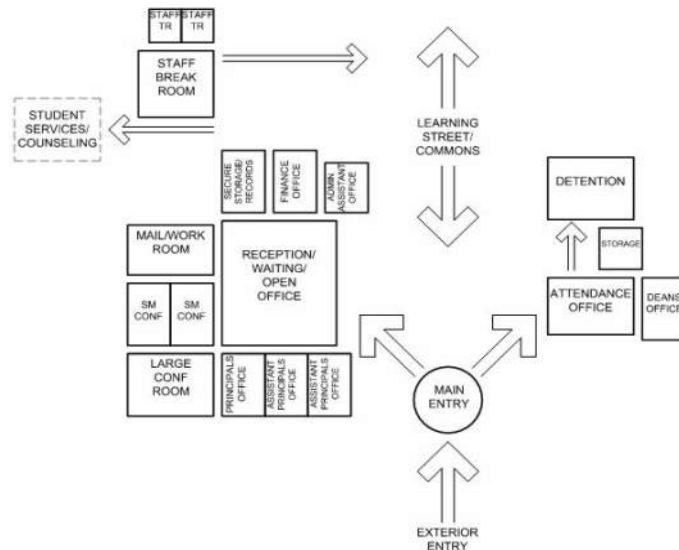 STAFF
TR
STAFF
TR
STAFF
BREAK
ROOM
STUDENT
SERVICES/
COUNSELING
LEARNING
STREET/
COMMONS
SECURE
STORAGE/
RECORDS
FINANCE
OFFICE
ADMIN
ASSISTANT
OFFICE
DETENTION
STORAGE
MAIL/WORK
ROOM
RECEPTION/
WAITING/
OPEN
OFFICE
SM
CONF
SM
CONF
ATTENDANCE
OFFICE
DEANS
OFFICE
LARGE
CONF
ROOM
PRINCIPALS
OFFICE
ASSISTANT
PRINCIPALS
OFFICE
ASSISTANT
PRINCIPALS
OFFICE
MAIN
ENTRY
EXTERIOR
ENTRY